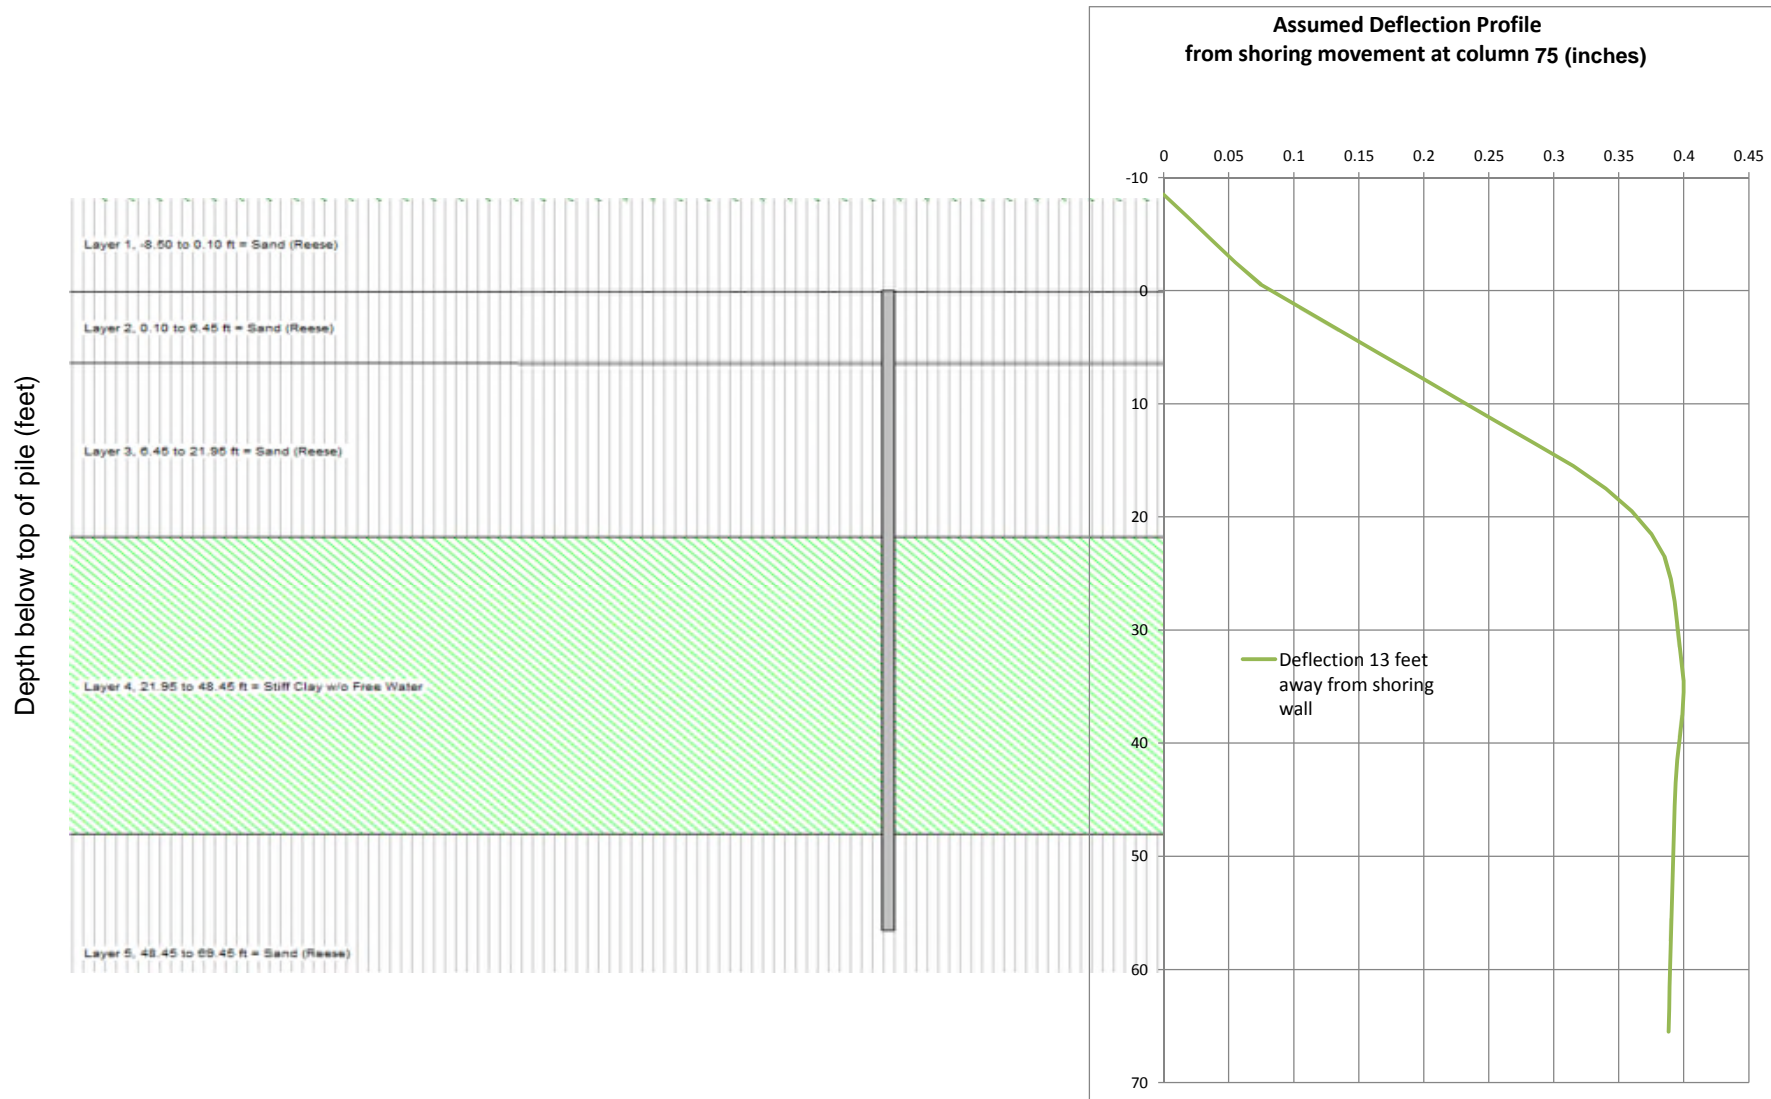 Assumed Deflection Profile
from shoring movement at column 75 (inches)
0 0.05 0.1 0.15 0.2 0.25 0.3 0.35 0.4 0.45
-10
0
10
20
30
40
50
60
70
Depth below top of pile (feet)
Layer 1, -8.50 to 0.10 ft = Sand (Reese)
Layer 2, 0.10 to 6.45 ft = Sand (Reese)
Layer 3, 6.45 to 21.95 ft = Sand (Reese)
Layer 4, 21.95 to 48.45 ft = Stiff Clay w/o Free Water
Layer 5, 48.45 to 69.45 ft = Sand (Reese)
Deflection 13 feet
away from shoring
wall